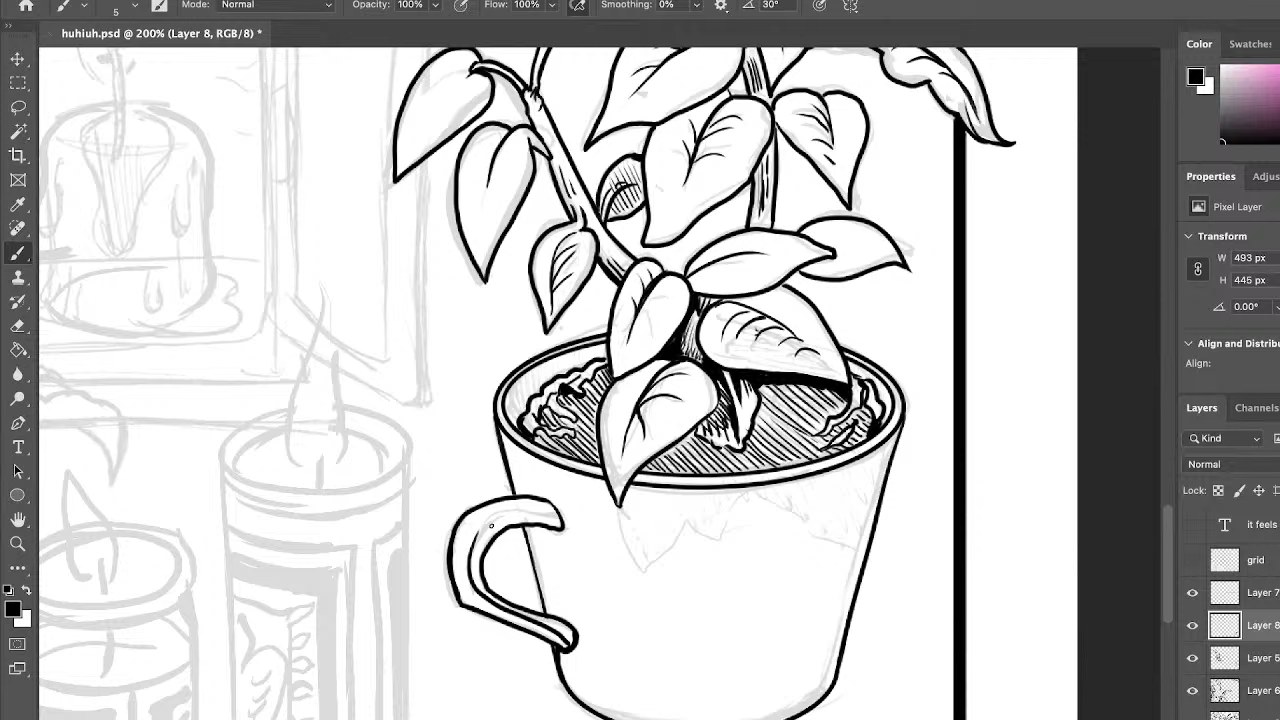 Mode: Normal Opacity: 100% Flow: 100% Smoothing: 0% 30°
huhiuh.psd @ 200% (Layer 8, RGB/8) *
Color Swatche
Properties Adjus
Pixel Layer
Transform
W 493 px
H 445 px
0.00°
Align and Distrib
Align:
Layers Channels
Kind
Normal
Lock:
it feels
grid
Layer 7
Layer 8
Layer 5
Layer 6
5